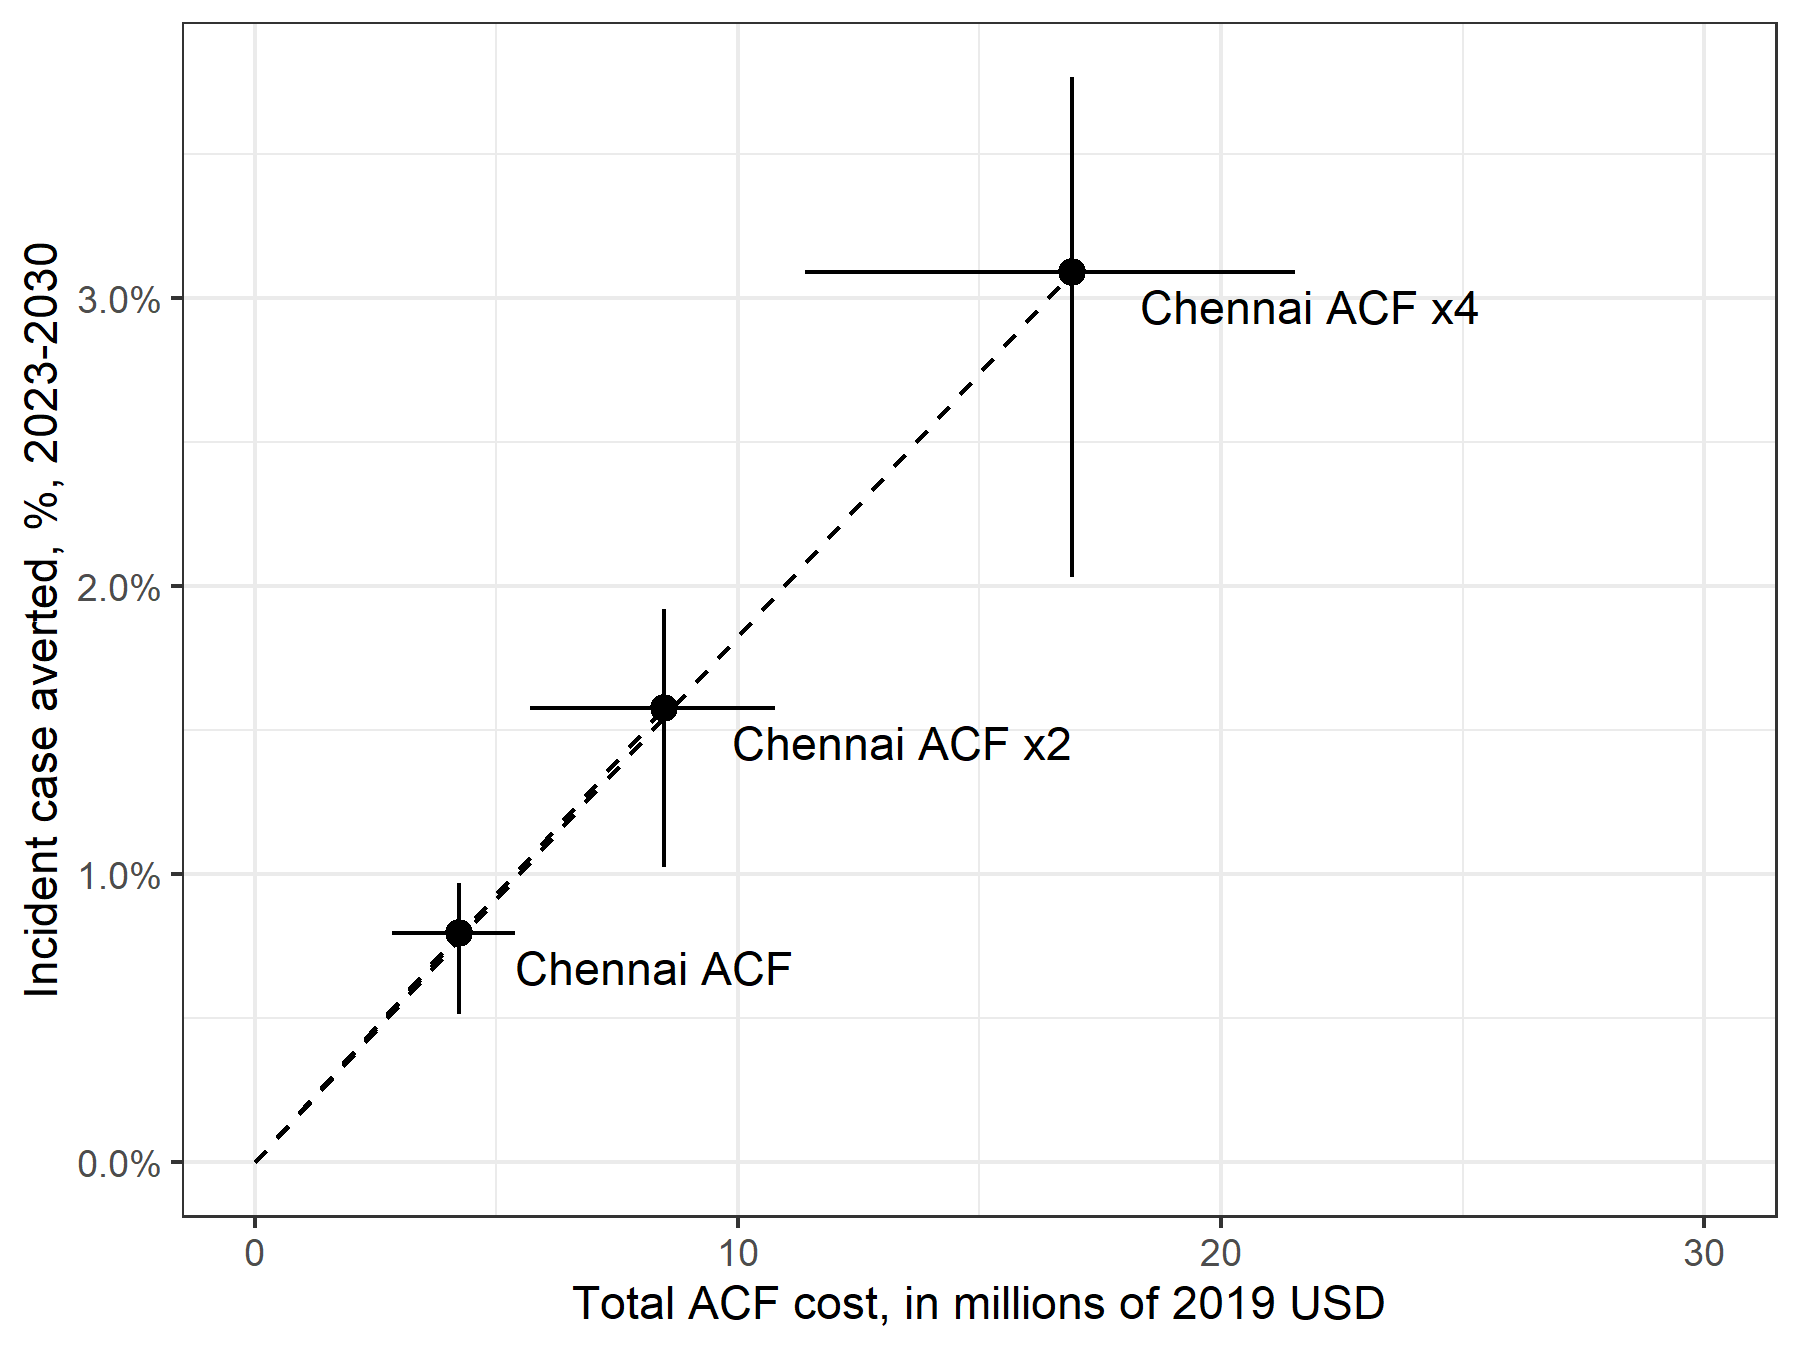 Incident case averted, %, 2023-2030
3.0%
2.0%
1.0%
0.0%
Chennai ACF x4
Chennai ACF x2
Chennai ACF
0 10 20 30
Total ACF cost, in millions of 2019 USD